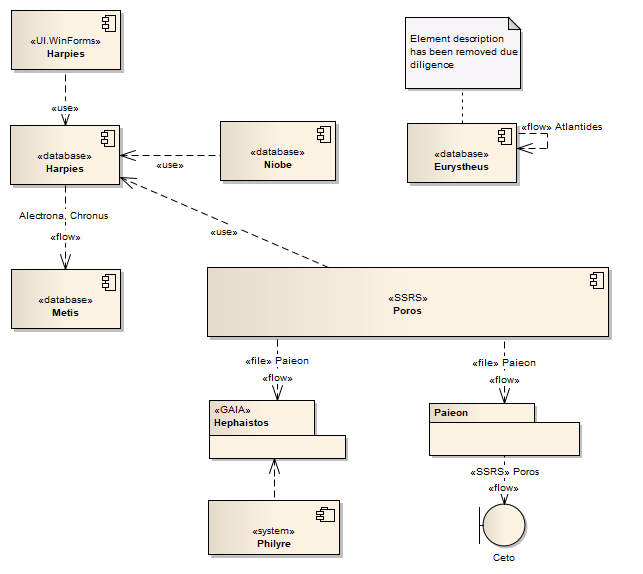 «UI.WinForms»
Harpies
Element description
has been removed due
diligence
«use»
«flow» Atlantides
«database»
Harpies
«use»
«database»
Niobe
«database»
Eurystheus
Alectrona, Chronus
«flow»
«use»
«database»
Metis
«SSRS»
Poros
«file» Paieon
«flow»
«file» Paieon
«flow»
«GAIA»
Hephaistos
Paieon
«SSRS» Poros
«flow»
«system»
Philyre
Ceto